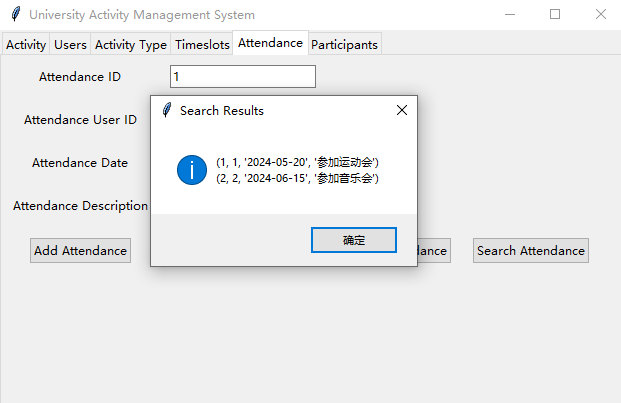 University Activity Management System
Activity Users Activity Type Timeslots Attendance Participants
Attendance ID 1
Search Results
Attendance User ID
(1, 1, '2024-05-20', '参加运动会')
Attendance Date
(2, 2, '2024-06-15', '参加音乐会')
Attendance Description
确定
Add Attendance Search Attendance